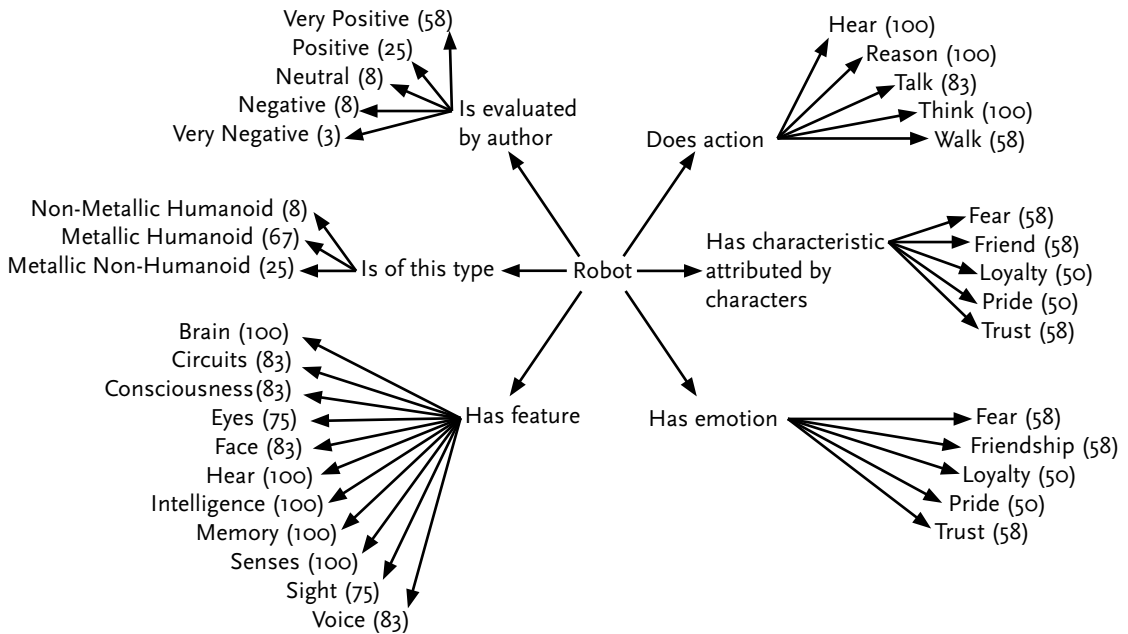 Very Positive (58)
Positive (25)
Neutral (8)
Negative (8)
Very Negative (3)
Is evaluated
by author
Hear (100)
Reason (100)
Talk (83)
Think (100)
Walk (58)
Does action
Non-Metallic Humanoid (8)
Metallic Humanoid (67)
Metallic Non-Humanoid (25)
Is of this type
Robot
Has characteristic
attributed by
characters
Fear (58)
Friend (58)
Loyalty (50)
Pride (50)
Trust (58)
Brain (100)
Circuits (83)
Consciousness(83)
Eyes (75)
Face (83)
Hear (100)
Intelligence (100)
Memory (100)
Senses (100)
Sight (75)
Voice (83)
Has feature
Has emotion
Fear (58)
Friendship (58)
Loyalty (50)
Pride (50)
Trust (58)